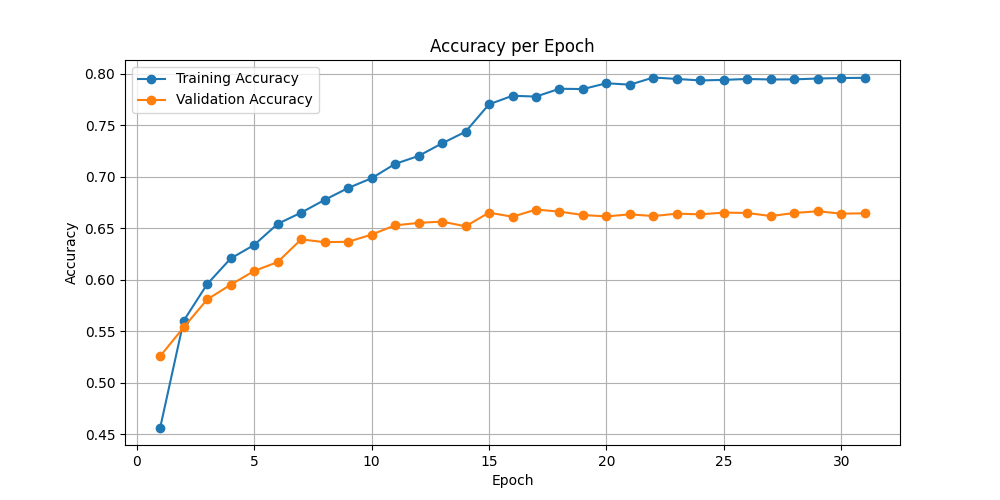 Accuracy per Epoch
Training Accuracy
Validation Accuracy
0.80
0.75
0.70
0.65
0.60
0.55
0.50
0.45
Accuracy
0 5 10 15 20 25 30
Epoch